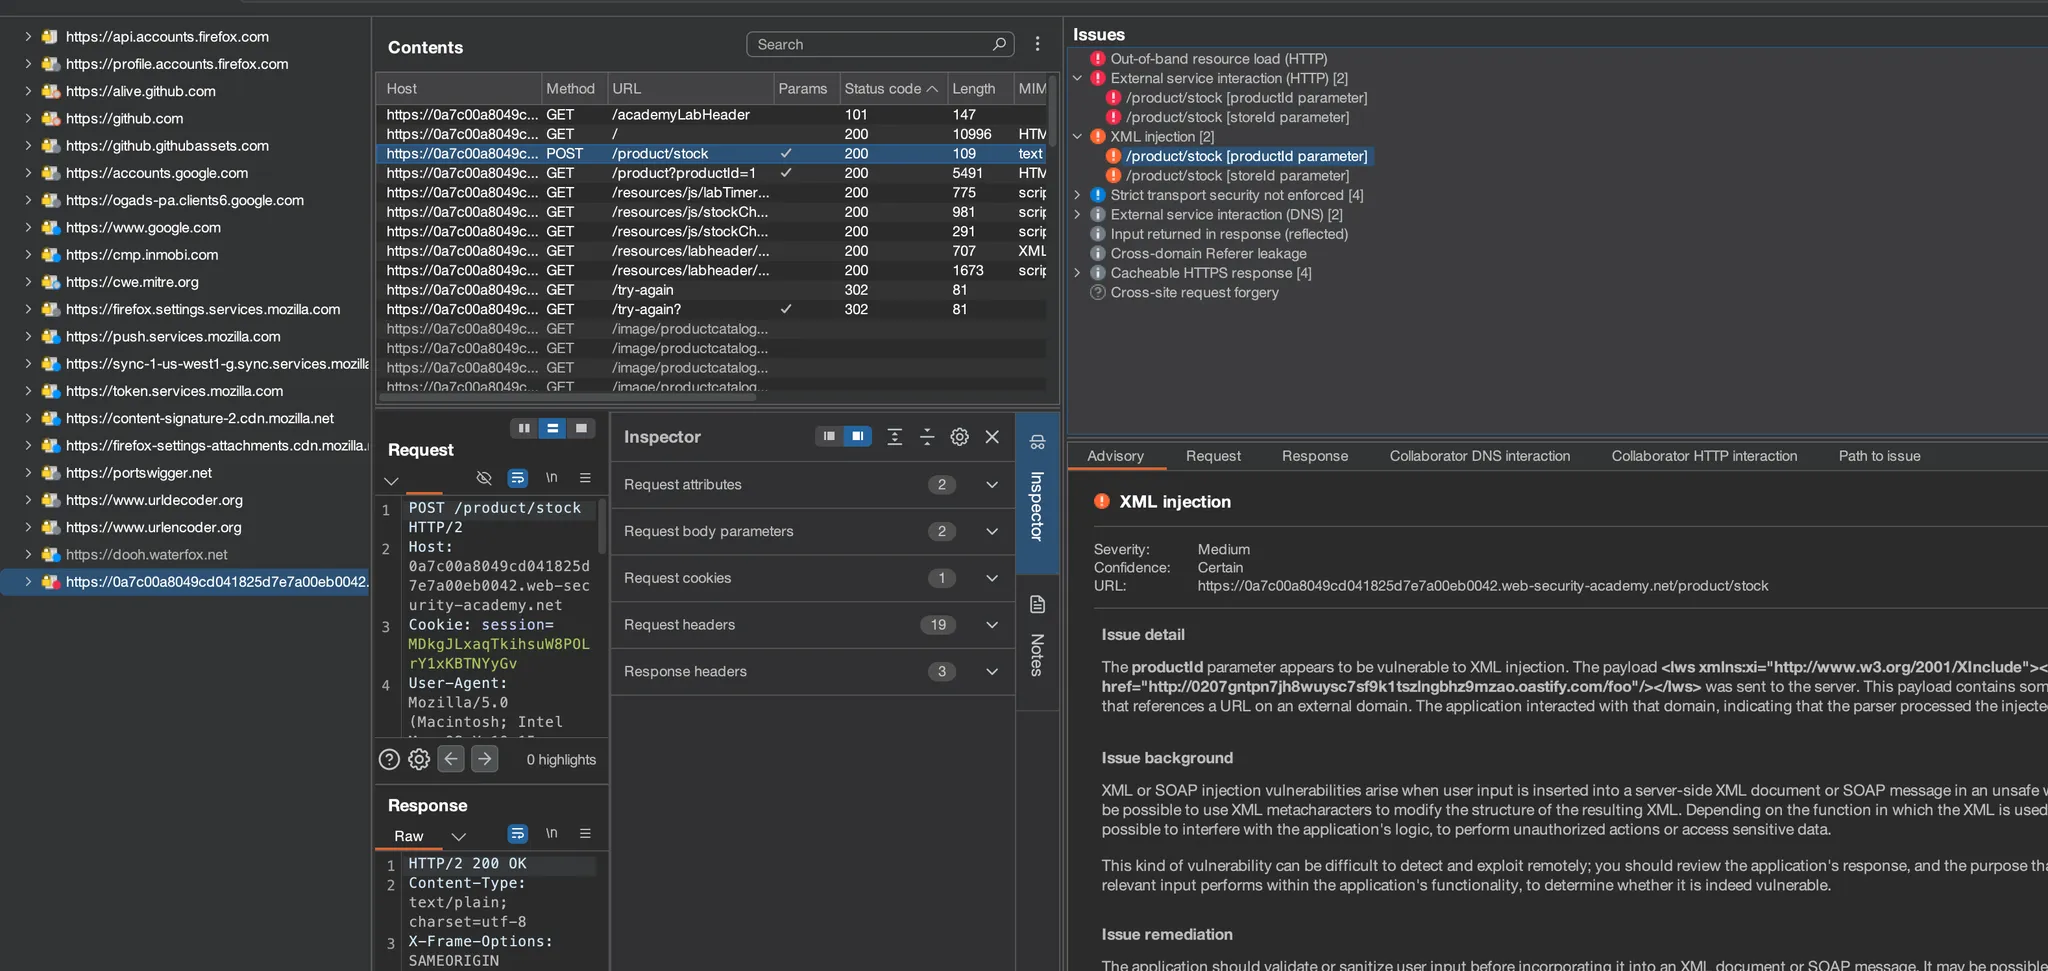 https://api.accounts.firefox.com
https://profile.accounts.firefox.com
https://alive.github.com
https://github.com
https://github.githubassets.com
https://accounts.google.com
https://ogads-pa.clients6.google.com
https://www.google.com
https://cmp.inmobi.com
https://cwe.mitre.org
https://firefox.settings.services.mozilla.com
https://push.services.mozilla.com
https://sync-1-us-west1-g.sync.services.mozilla
https://token.services.mozilla.com
https://content-signature-2.cdn.mozilla.net
https://firefox-settings-attachments.cdn.mozilla.
https://portswigger.net
https://www.urldecoder.org
https://www.urlencoder.org
https://dooh.waterfox.net
https://0a7c00a8049cd041825d7e7a00eb0042.
Contents
Search
Host Method URL Params Status code Length MIM
https://0a7c00a8049c... GET /academyLabHeader 101 147
https://0a7c00a8049c... GET / 200 10996 HTM
https://0a7c00a8049c... POST /product/stock ✓ 200 109 text
https://0a7c00a8049c... GET /product?productId=1 ✓ 200 5491 HTM
https://0a7c00a8049c... GET /resources/js/labTimer... 200 775 scrip
https://0a7c00a8049c... GET /resources/js/stockCh... 200 981 scrip
https://0a7c00a8049c... GET /resources/js/stockCh... 200 291 scrip
https://0a7c00a8049c... GET /resources/labheader/... 200 707 XML
https://0a7c00a8049c... GET /resources/labheader/... 200 1673 scrip
https://0a7c00a8049c... GET /try-again 302 81
https://0a7c00a8049c... GET /try-again? ✓ 302 81
https://0a7c00a8049c... GET /image/productcatalog...
https://0a7c00a8049c... GET /image/productcatalog...
https://0a7c00a8049c... GET /image/productcatalog...
https://0a7c00a8049c... GET /image/productcatalog...
Request
\n
1 POST /product/stock
HTTP/2
2 Host:
0a7c00a8049cd041825d
7e7a00eb0042.web-sec
urity-academy.net
3 Cookie: session=
MDkgJLxaqTkihsuW8POL
rY1xKBTNYyGv
4 User-Agent:
Mozilla/5.0
(Macintosh; Intel
0 highlights
Response
Raw
\n
1 HTTP/2 200 OK
2 Content-Type:
text/plain;
charset=utf-8
3 X-Frame-Options:
SAMEORIGIN
Inspector
Request attributes 2
Request body parameters 2
Request cookies 1
Request headers 19
Response headers 3
Inspector
Notes
Issues
Out-of-band resource load (HTTP)
External service interaction (HTTP) [2]
/product/stock [productId parameter]
/product/stock [storeId parameter]
XML injection [2]
/product/stock [productId parameter]
/product/stock [storeId parameter]
Strict transport security not enforced [4]
External service interaction (DNS) [2]
Input returned in response (reflected)
Cross-domain Referer leakage
Cacheable HTTPS response [4]
Cross-site request forgery
Advisory Request Response Collaborator DNS interaction Collaborator HTTP interaction Path to issue
XML injection
Severity: Medium
Confidence: Certain
URL: https://0a7c00a8049cd041825d7e7a00eb0042.web-security-academy.net/product/stock
Issue detail
The productId parameter appears to be vulnerable to XML injection. The payload <lws xmlns:xi="http://www.w3.org/2001/XInclude"><
href="http://0207gntpn7jh8wuysc7sf9k1tszlngbhz9mzao.oastify.com/foo"/></lws> was sent to the server. This payload contains som
that references a URL on an external domain. The application interacted with that domain, indicating that the parser processed the injecte
Issue background
XML or SOAP injection vulnerabilities arise when user input is inserted into a server-side XML document or SOAP message in an unsafe w
be possible to use XML metacharacters to modify the structure of the resulting XML. Depending on the function in which the XML is used
possible to interfere with the application's logic, to perform unauthorized actions or access sensitive data.
This kind of vulnerability can be difficult to detect and exploit remotely; you should review the application's response, and the purpose tha
relevant input performs within the application's functionality, to determine whether it is indeed vulnerable.
Issue remediation
The application should validate or sanitize user input before incorporating it into an XML document or SOAP message. It may be possible